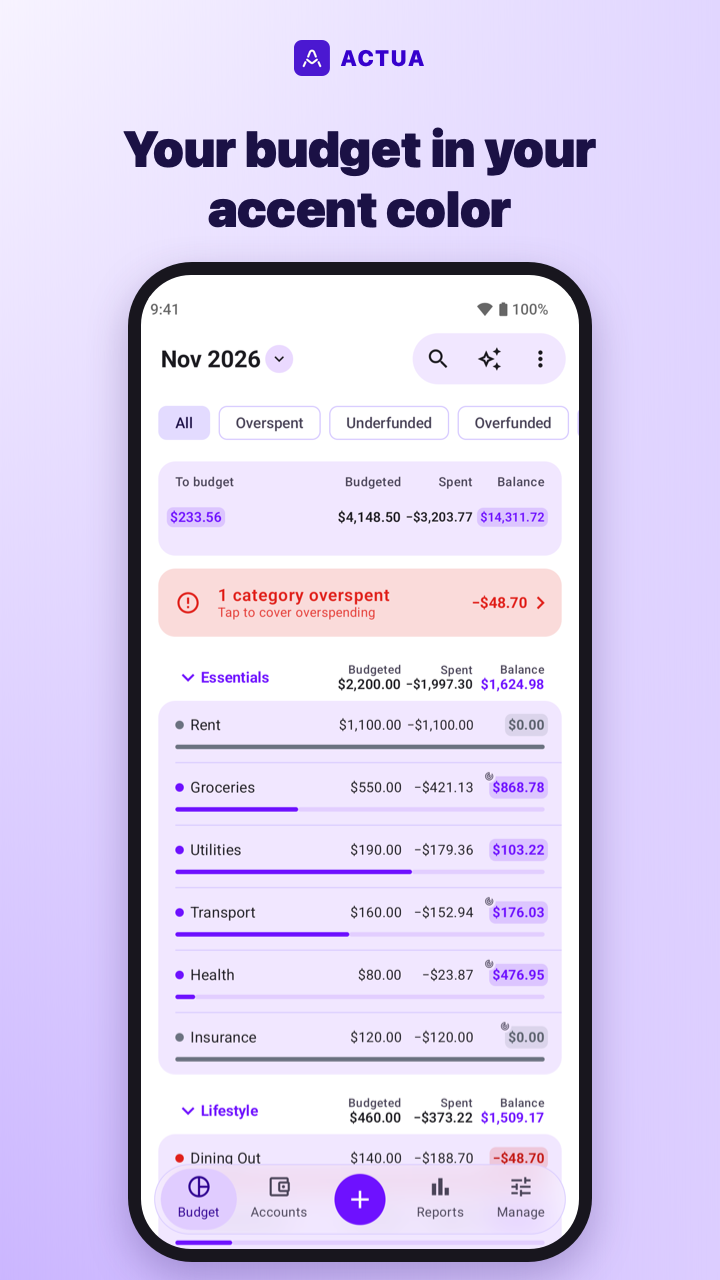 ACTUA
Your budget in your
accent color
9:41
100%
Nov 2026
All
Overspent
Underfunded
Overfunded
To budget
Budgeted
Spent
Balance
$233.56
$4,148.50
−$3,203.77
$14,311.72
1 category overspent
Tap to cover overspending
−$48.70
Essentials
Budgeted
Spent
Balance
$2,200.00
−$1,997.30
$1,624.98
Rent
$1,100.00
−$1,100.00
$0.00
Groceries
$550.00
−$421.13
$868.78
Utilities
$190.00
−$179.36
$103.22
Transport
$160.00
−$152.94
$176.03
Health
$80.00
−$23.87
$476.95
Insurance
$120.00
−$120.00
$0.00
Lifestyle
Budgeted
Spent
Balance
$460.00
−$373.22
$1,509.17
Dining Out
$140.00
−$188.70
−$48.70
Budget
Accounts
Reports
Manage